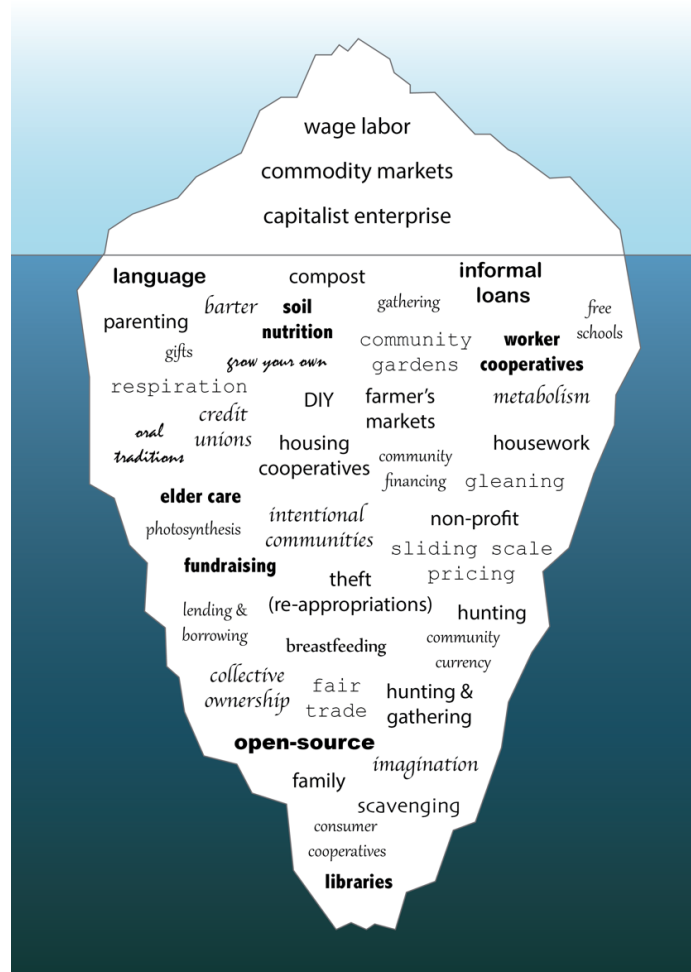 wage labor
commodity markets
capitalist enterprise
language
compost
informal
loans
barter
soil
nutrition
gathering
free
schools
parenting
gifts
grow your own
community
gardens
worker
cooperatives
respiration
credit
unions
DIY
farmer's
markets
metabolism
oral
traditions
housing
cooperatives
community
financing
housework
gleaning
elder care
photosynthesis
intentional
communities
non-profit
sliding scale
pricing
fundraising
theft
(re-appropriations)
hunting
lending &
borrowing
breastfeeding
community
currency
collective
ownership
fair
trade
hunting &
gathering
open-source
imagination
family
scavenging
consumer
cooperatives
libraries